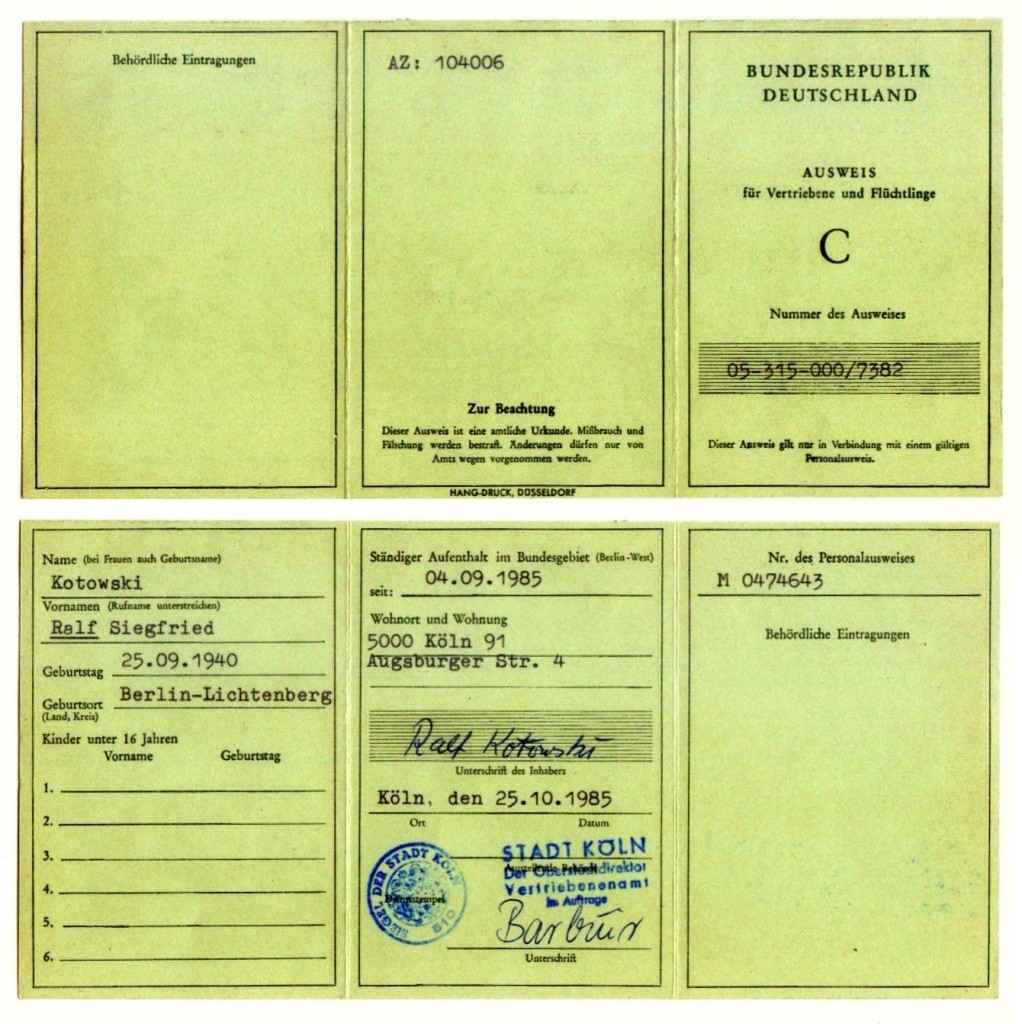 Behördliche Eintragungen
AZ: 104006
Zur Beachtung
Dieser Ausweis ist eine amtliche Urkunde. Mißbrauch und
Fälschung werden bestraft. Änderungen dürfen nur von
Amts wegen vorgenommen werden.
HANG-DRUCK, DÜSSELDORF
BUNDESREPUBLIK
DEUTSCHLAND
AUSWEIS
für Vertriebene und Flüchtlinge
C
Nummer des Ausweises
05-315-000/7382
Dieser Ausweis gilt nur in Verbindung mit einem gültigen
Personalausweis.
Name (bei Frauen auch Geburtsname)
Kotowski
Vornamen (Rufname unterstreichen)
Ralf Siegfried
Geburtstag 25.09.1940
Geburtsort Berlin-Lichtenberg
(Land, Kreis)
Kinder unter 16 Jahren
Vorname Geburtstag
1.
2.
3.
4.
5.
6.
Ständiger Aufenthalt im Bundesgebiet (Berlin-West)
seit: 04.09.1985
Wohnort und Wohnung
5000 Köln 91
Augsburger Str. 4
Ralf Kotowski
Unterschrift des Inhabers
Köln, den 25.10.1985
Ort Datum
SIEGEL DER STADT KÖLN
510
Dienststempel
STADT KÖLN
Ausstellende Behörde
Der Oberstadtdirektor
Vertriebenenamt
Im Auftrage
Unterschrift
Nr. des Personalausweises
M 0474643
Behördliche Eintragungen